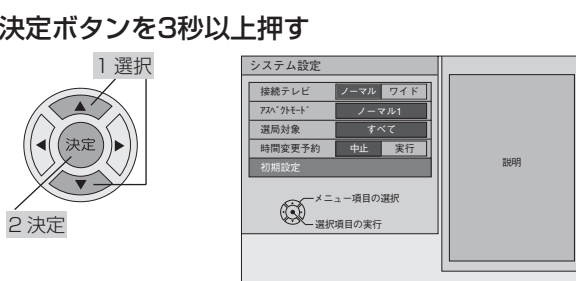 決定ボタンを3秒以上押す
1 選択
決定
2 決定
システム設定
接続テレビ ノーマル ワイド
ｱｽﾍﾟｸﾄﾓｰﾄﾞ ノーマル1
選局対象 すべて
時間変更予約 中止 実行
初期設定
メニュー項目の選択
選択項目の実行
説明